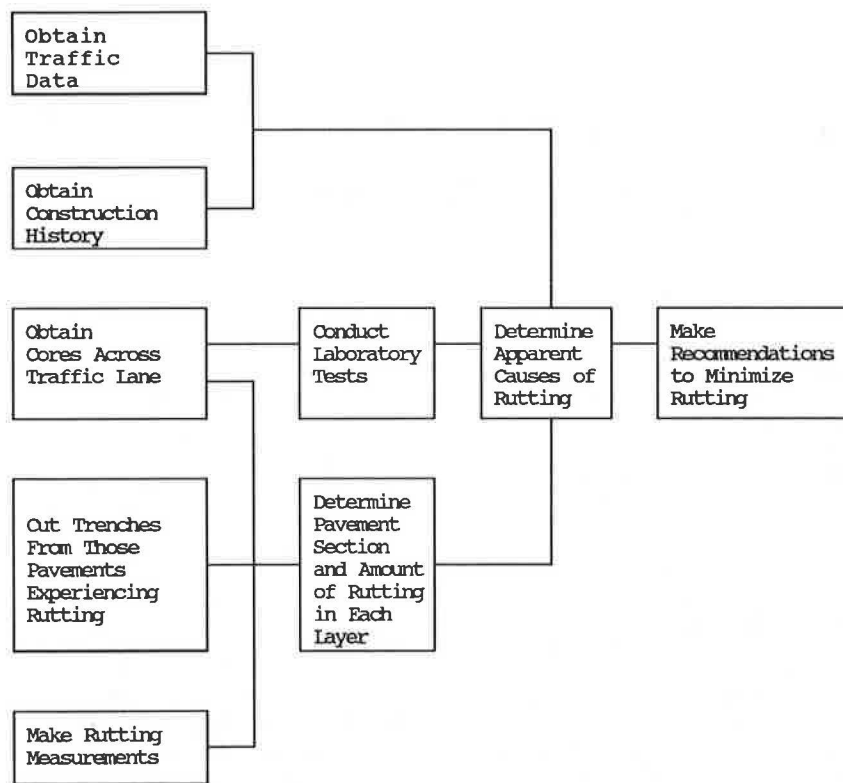 Obtain
Traffic
Data
Obtain
Construction
History
Obtain
Cores Across
Traffic Lane
Conduct
Laboratory
Tests
Determine
Apparent
Causes of
Rutting
Make
Recommendations
to Minimize
Rutting
Cut Trenches
From Those
Pavements
Experiencing
Rutting
Determine
Pavement
Section
and Amount
of Rutting
in Each
Layer
Make Rutting
Measurements